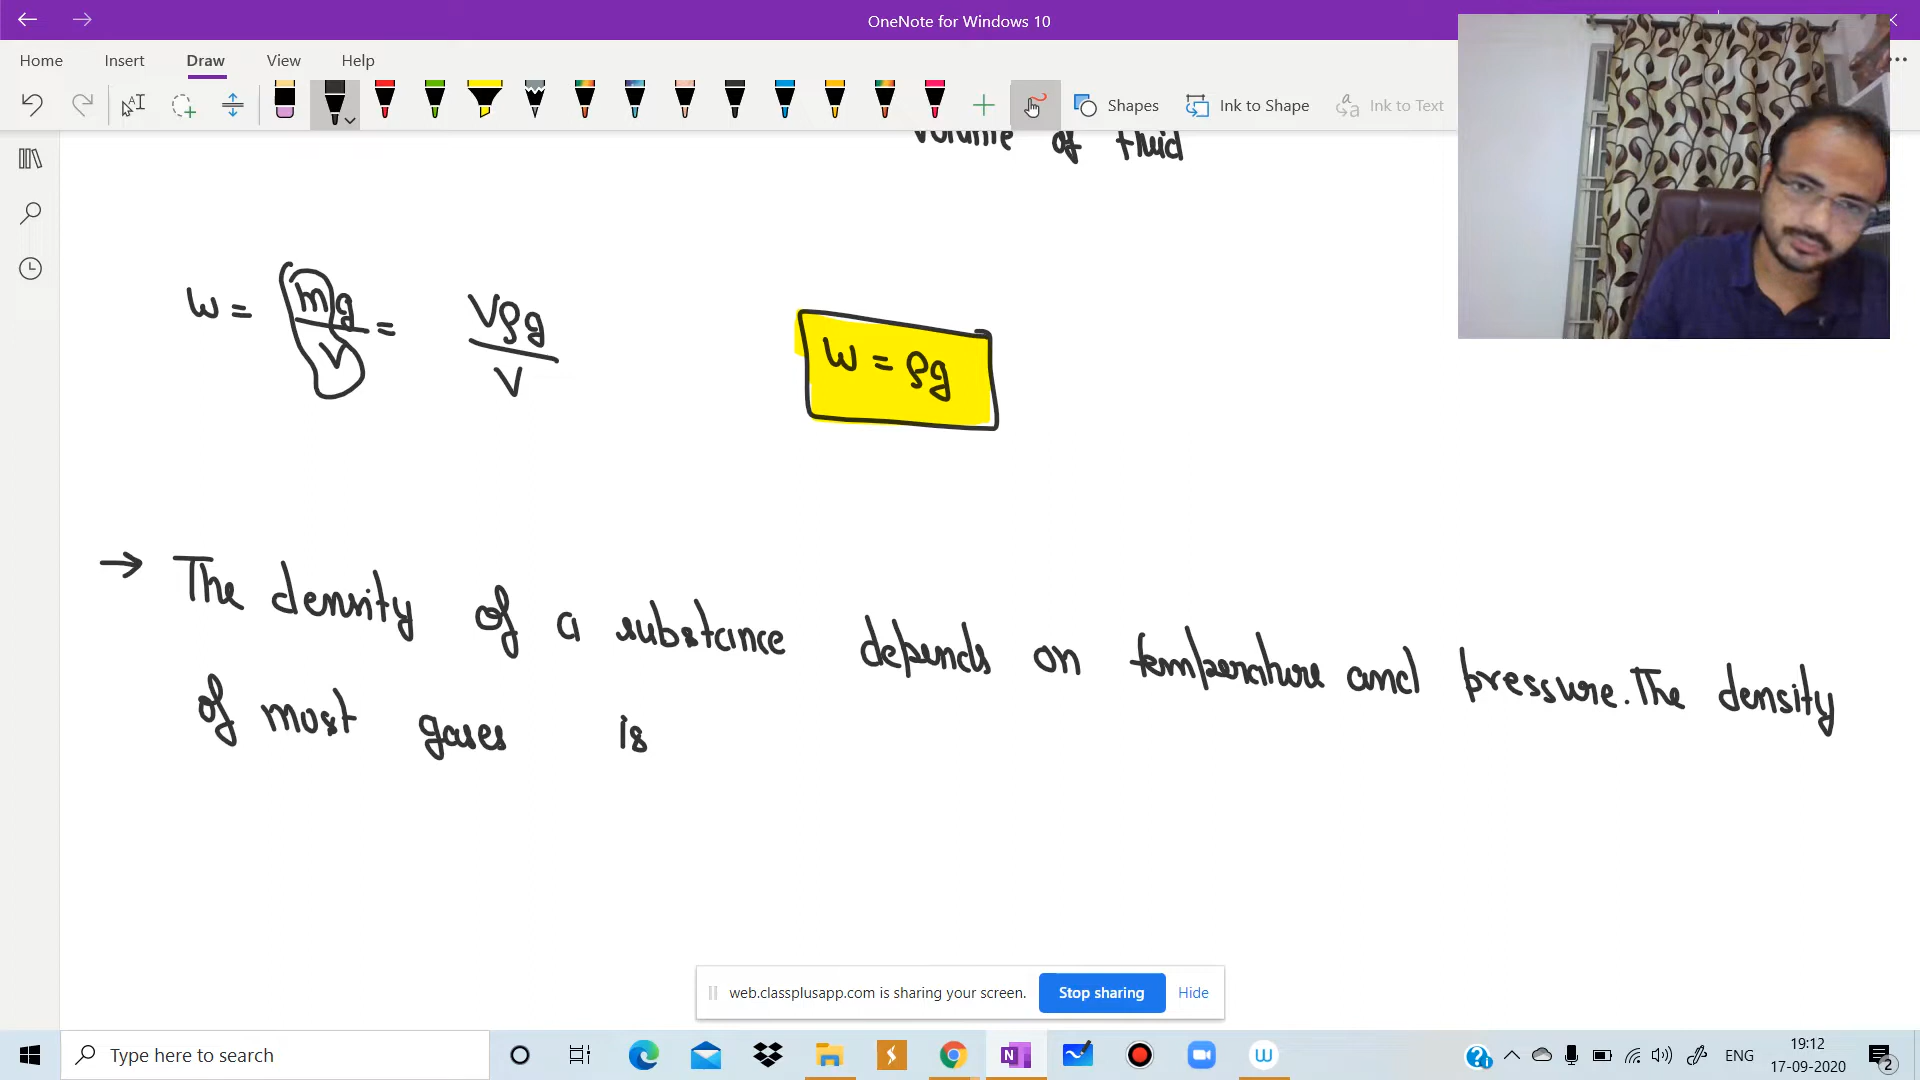 OneNote for Windows 10
Home Insert Draw View Help
Shapes Ink to Shape Ink to Text
volume of fluid
w = mg/V = Vρg/V
w = ρg
→ The density of a substance depends on temperature and pressure. The density
of most gases is
web.classplusapp.com is sharing your screen. Stop sharing Hide
Type here to search
ENG
19:12
17-09-2020
2